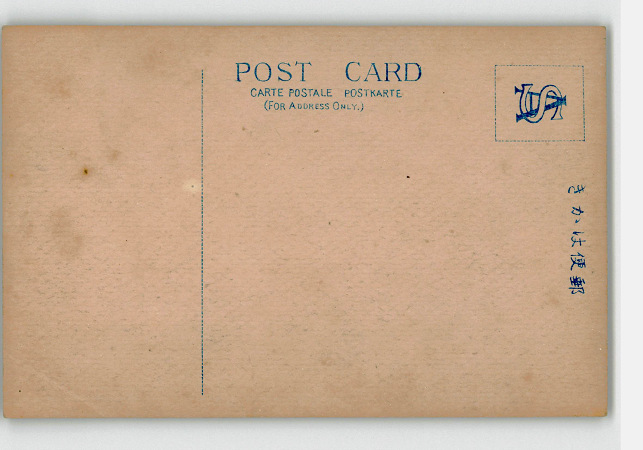 POST CARD
CARTE POSTALE POSTKARTE
(FOR ADDRESS ONLY.)
きかは便郵